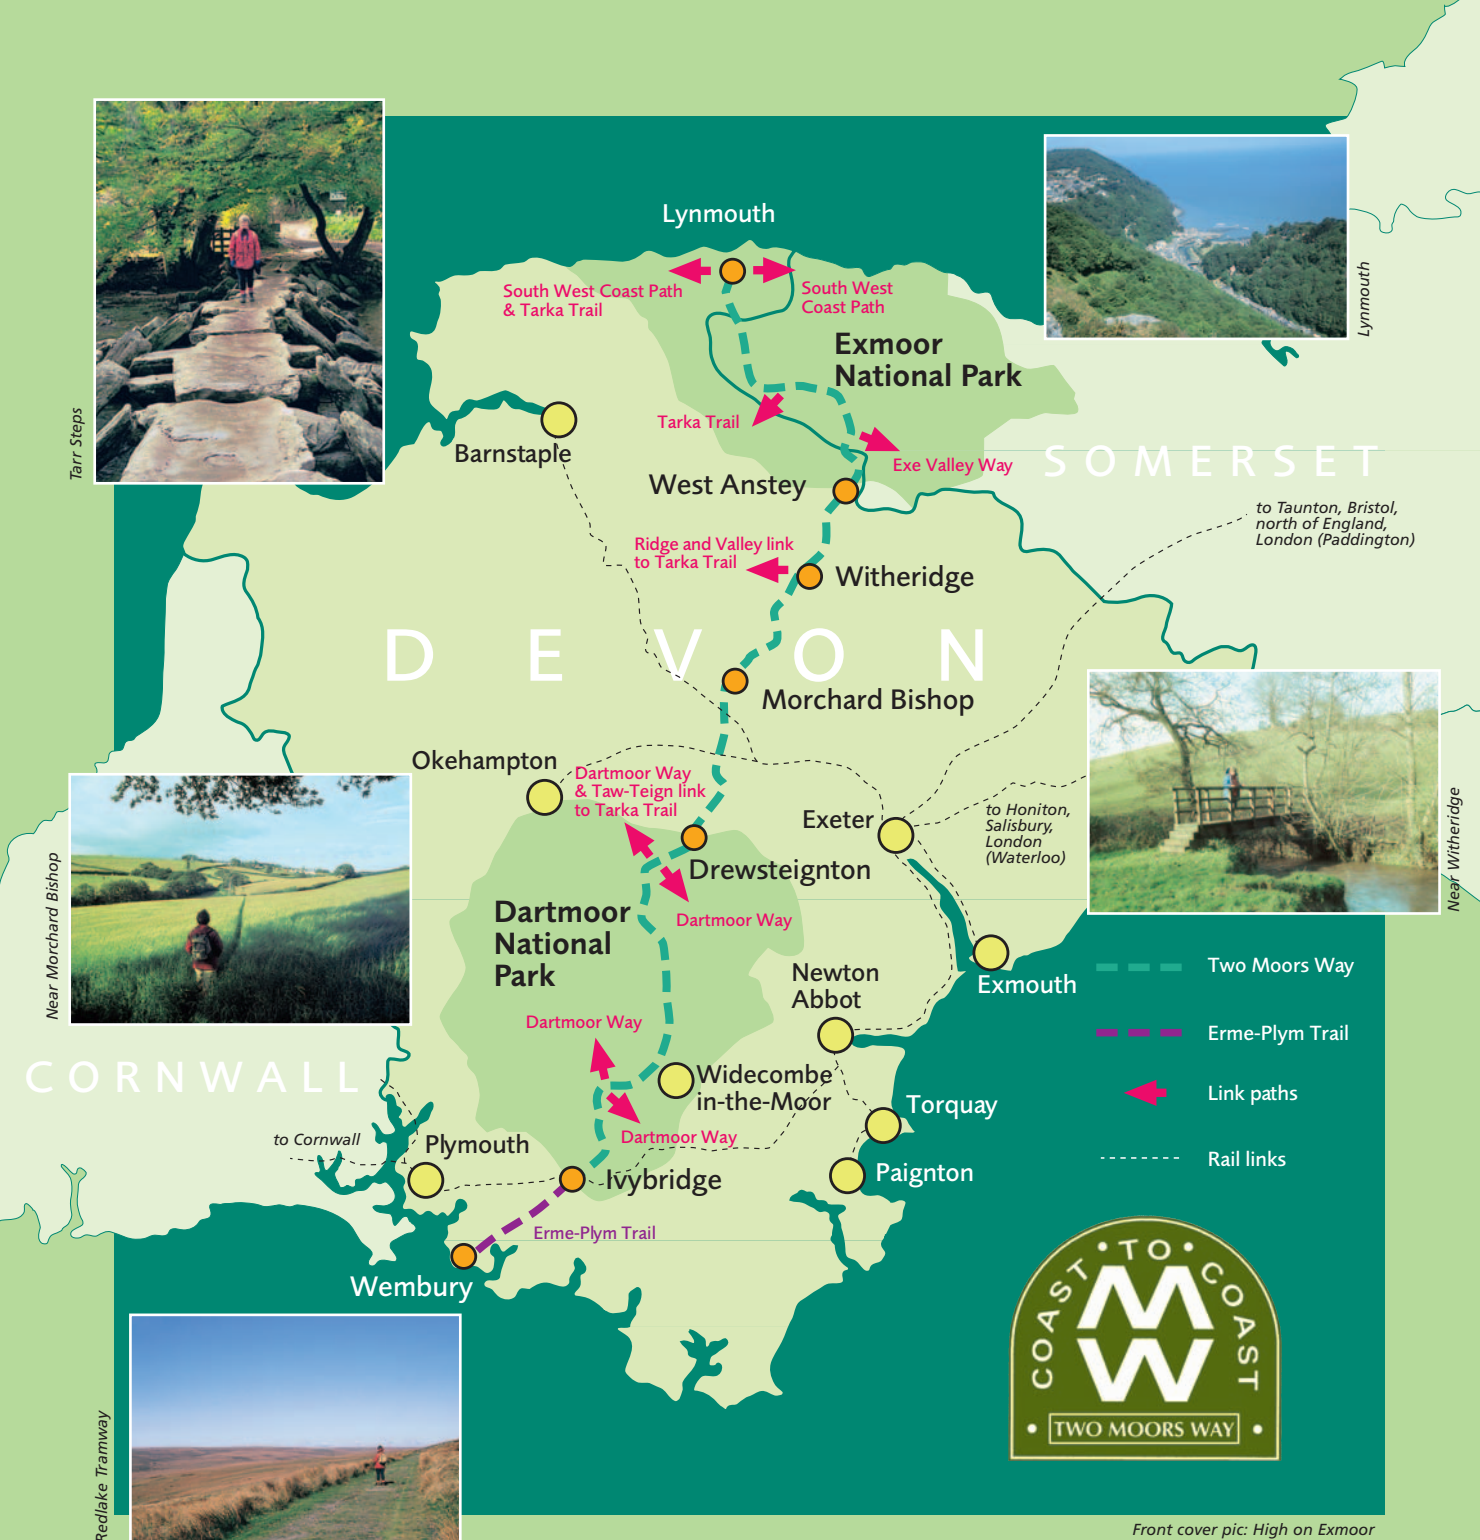 Lynmouth
South West Coast Path
& Tarka Trail
South West
Coast Path
Exmoor
National Park
Lynmouth
Tarr Steps
Tarka Trail
Barnstaple
Exe Valley Way
SOMERSET
West Anstey
to Taunton, Bristol,
north of England,
London (Paddington)
Ridge and Valley link
to Tarka Trail
Witheridge
DEVON
Morchard Bishop
Okehampton
Dartmoor Way
& Taw-Teign link
to Tarka Trail
Exeter
to Honiton,
Salisbury,
London
(Waterloo)
Near Witheridge
Drewsteignton
Near Morchard Bishop
Dartmoor
National
Park
Dartmoor Way
Newton
Abbot
Exmouth
Two Moors Way
Dartmoor Way
Erme-Plym Trail
CORNWALL
Widecombe
in-the-Moor
Link paths
Torquay
to Cornwall
Plymouth
Dartmoor Way
Rail links
Ivybridge
Paignton
Erme-Plym Trail
Wembury
COAST • TO • COAST
MW
• TWO MOORS WAY •
Redlake Tramway
Front cover pic: High on Exmoor